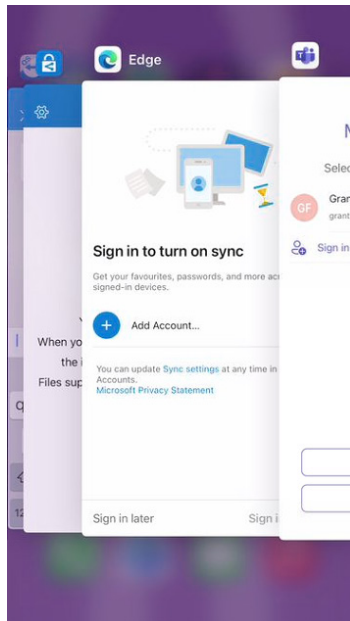 Edge
Selec
GF
Gran
grant
Sign in
Sign in to turn on sync
Get your favourites, passwords, and more acr
signed-in devices.
Add Account...
When yo
the i
Files sup
You can update Sync settings at any time in
Accounts.
Microsoft Privacy Statement
Sign in later
Sign i